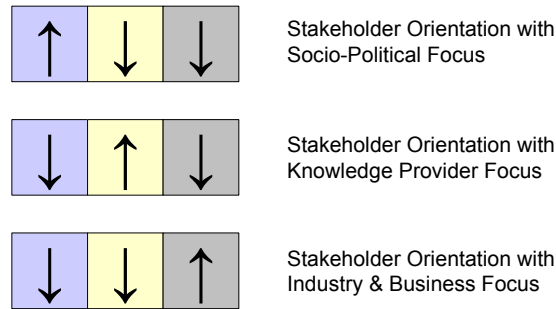 Stakeholder Orientation with
Socio-Political Focus
Stakeholder Orientation with
Knowledge Provider Focus
Stakeholder Orientation with
Industry & Business Focus